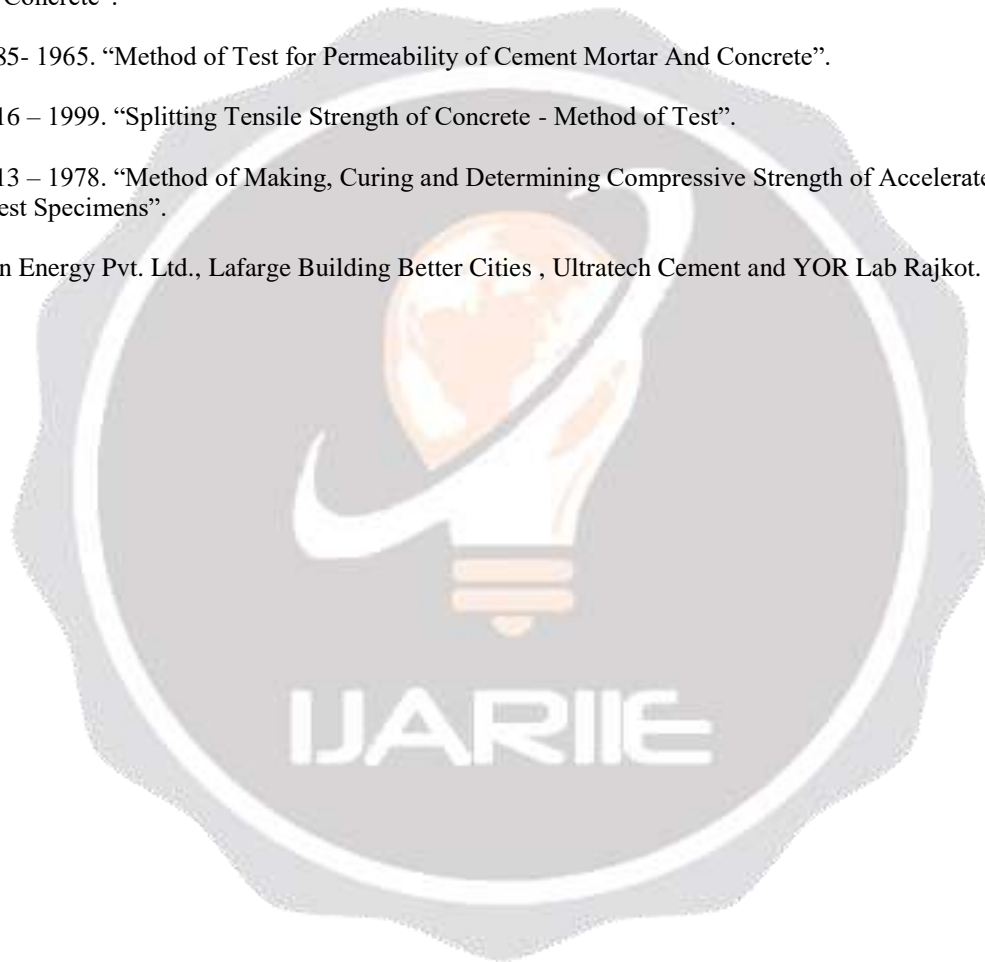 Concrete".
85- 1965. “Method of Test for Permeability of Cement Mortar And Concrete”.
16 – 1999. “Splitting Tensile Strength of Concrete - Method of Test”.
13 – 1978. “Method of Making, Curing and Determining Compressive Strength of Accelerate
est Specimens”.
n Energy Pvt. Ltd., Lafarge Building Better Cities , Ultratech Cement and YOR Lab Rajkot.
IJARIIE